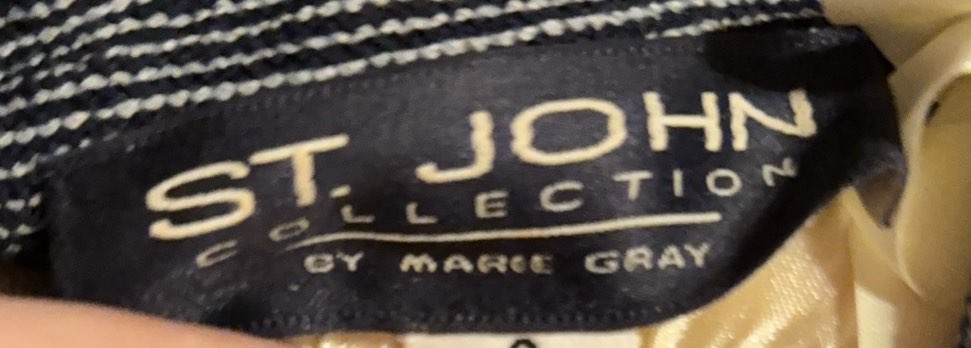 ST. JOHN
COLLECTION
BY MARIE GRAY